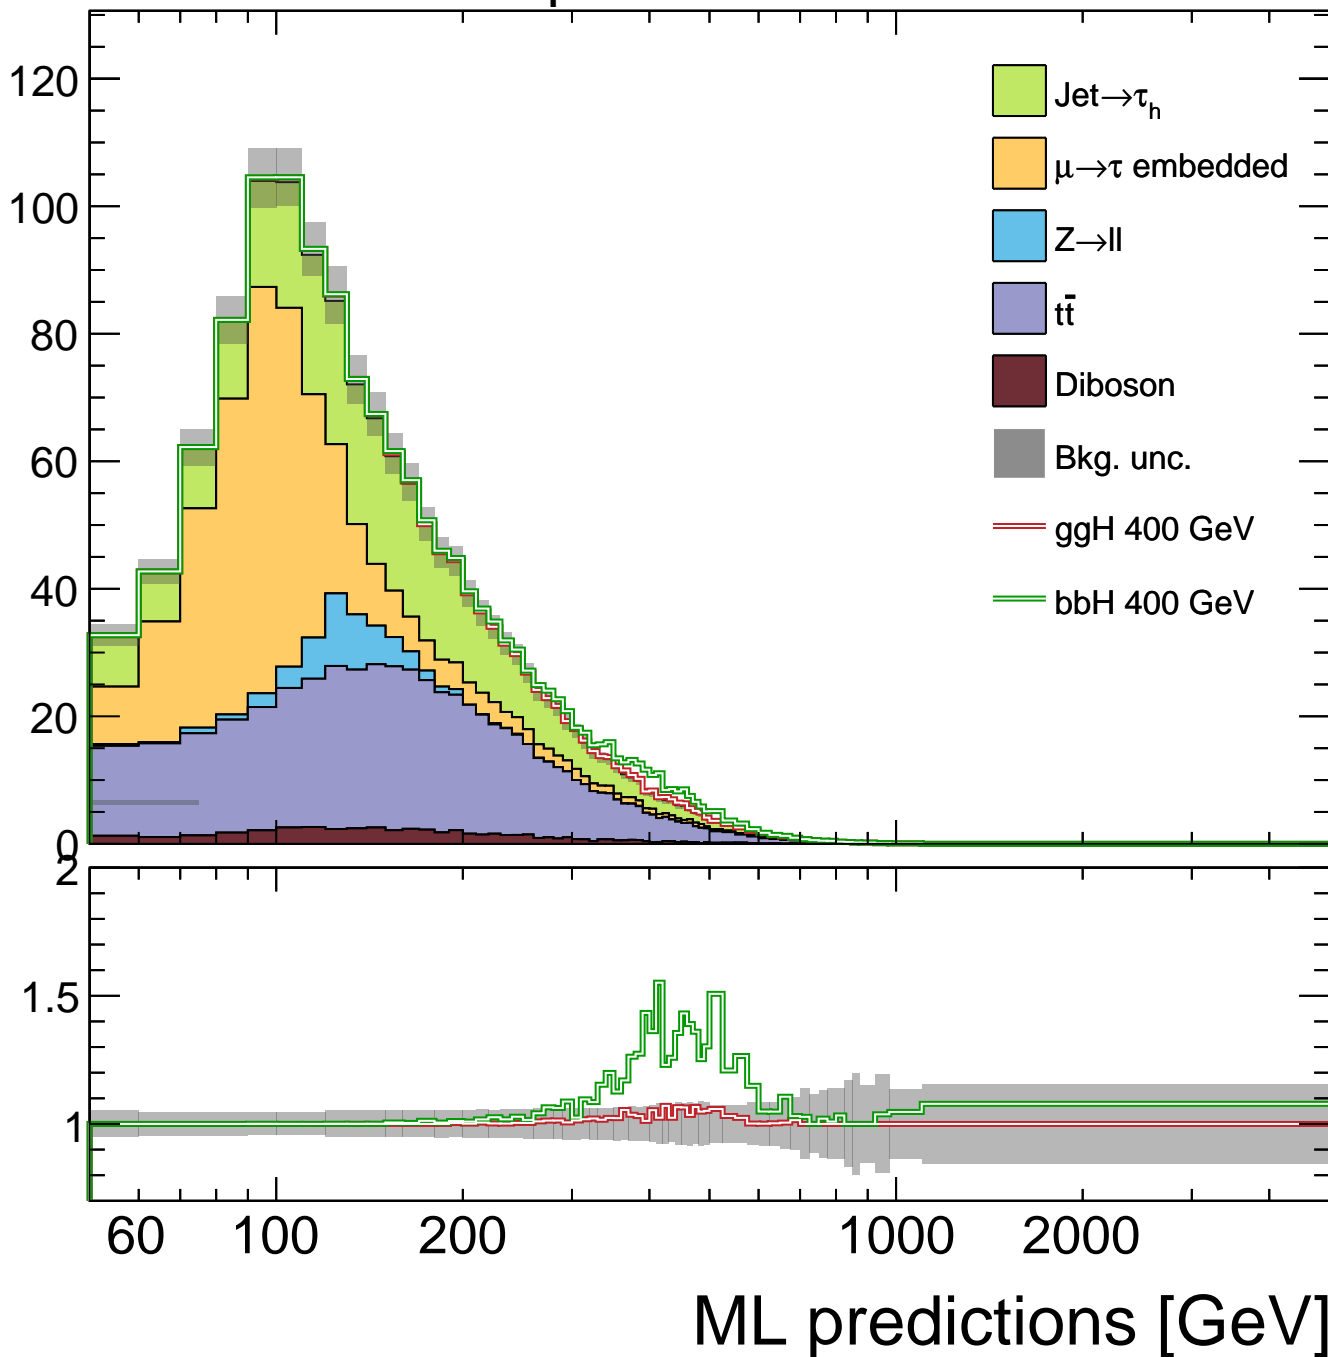 120
100
80
60
40
20
0
Jet→τh
μ→τ embedded
Z→ll
tt̄
Diboson
Bkg. unc.
ggH 400 GeV
bbH 400 GeV
2
1.5
1
60 100 200 1000 2000
ML predictions [GeV]